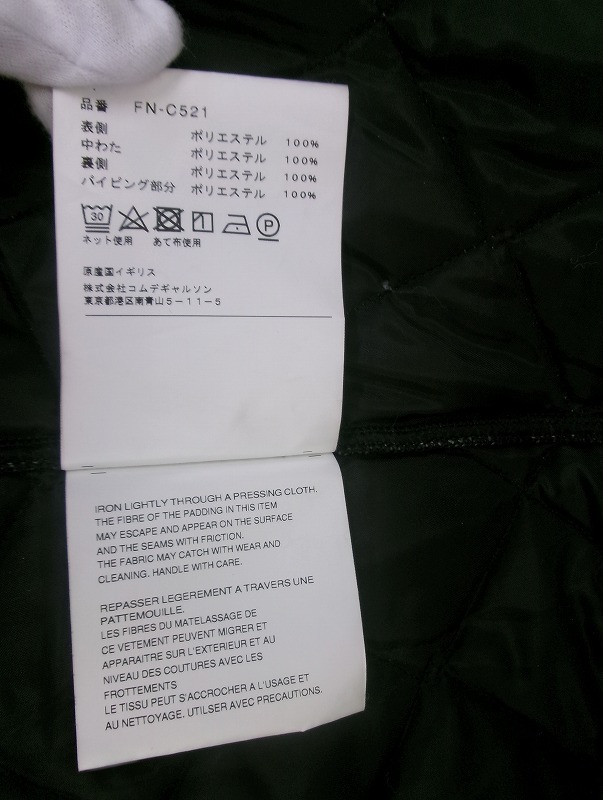 品番 FN-C521
表側 ポリエステル 100%
中わた ポリエステル 100%
裏側 ポリエステル 100%
パイピング部分 ポリエステル 100%
30 P
ネット使用 あて布使用
原産国イギリス
株式会社コムデギャルソン
東京都港区南青山5-11-5
IRON LIGHTLY THROUGH A PRESSING CLOTH.
THE FIBRE OF THE PADDING IN THIS ITEM
MAY ESCAPE AND APPEAR ON THE SURFACE
AND THE SEAMS WITH FRICTION.
THE FABRIC MAY CATCH WITH WEAR AND
CLEANING. HANDLE WITH CARE.
REPASSER LEGEREMENT A TRAVERS UNE
PATTEMOUILLE.
LES FIBRES DU MATELASSAGE DE
CE VETEMENT PEUVENT MIGRER ET
APPARAITRE SUR L'EXTERIEUR ET AU
NIVEAU DES COUTURES AVEC LES
FROTTEMENTS
LE TISSU PEUT S'ACCROCHER A L'USAGE ET
AU NETTOYAGE. UTILSER AVEC PRECAUTIONS.